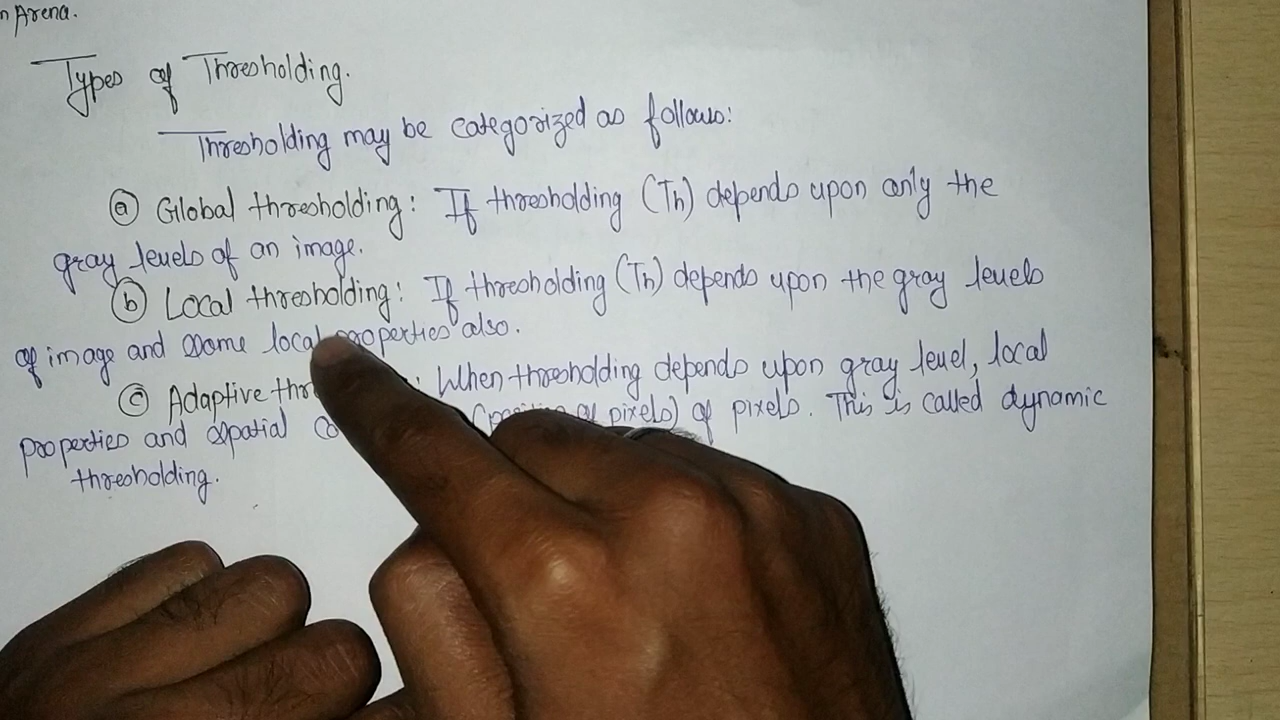 n Arena.
Types of Thresholding.
Thresholding may be categorized as follows:
(a) Global thresholding: If thresholding (Th) depends upon only the
gray levels of an image.
(b) Local thresholding: If thresholding (Th) depends upon the gray levels
of image and some local properties also.
(c) Adaptive thr : When thresholding depends upon gray level, local
properties and spatial co of pixels) of pixels. This is called dynamic
thresholding.